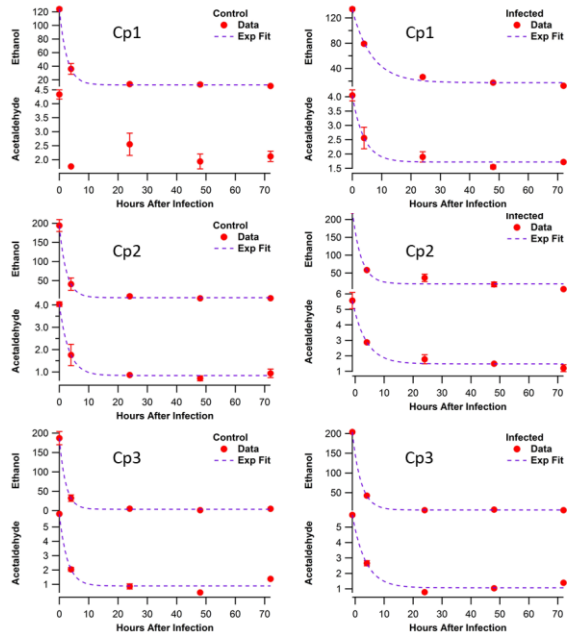 Control
Data
Exp Fit
Cp1
Ethanol
120
100
80
60
40
20
Acetaldehyde
4.5
4.0
3.5
3.0
2.5
2.0
0 10 20 30 40 50 60 70
Hours After Infection
Infected
Data
Exp Fit
Cp1
Ethanol
120
80
40
Acetaldehyde
4.0
3.5
3.0
2.5
2.0
1.5
0 10 20 30 40 50 60 70
Hours After Infection
Control
Data
Exp Fit
Cp2
Ethanol
200
150
100
50
Acetaldehyde
4.0
3.0
2.0
1.0
0 10 20 30 40 50 60 70
Hours After Infection
Infected
Data
Exp Fit
Cp2
Ethanol
200
150
100
50
Acetaldehyde
6
5
4
3
2
1
0 10 20 30 40 50 60 70
Hours After Infection
Control
Data
Exp Fit
Cp3
Ethanol
200
150
100
50
0
Acetaldehyde
5
4
3
2
1
0 10 20 30 40 50 60 70
Hours After Infection
Infected
Data
Exp Fit
Cp3
Ethanol
200
150
100
50
Acetaldehyde
5
4
3
2
1
0 10 20 30 40 50 60 70
Hours After Infection